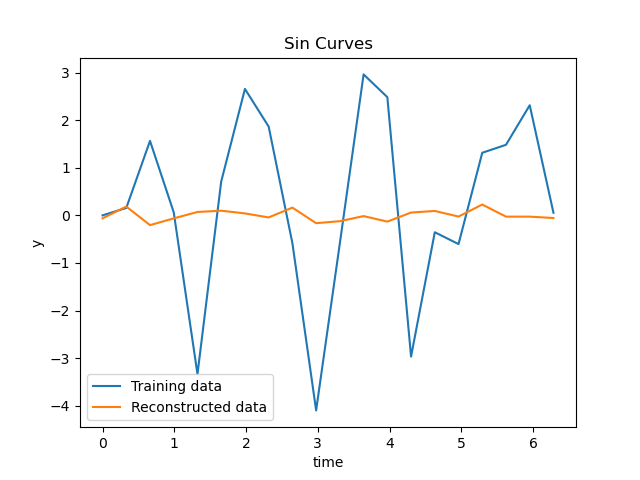 Sin Curves
3
2
1
0
−1
−2
−3
−4
y
Training data
Reconstructed data
0 1 2 3 4 5 6
time